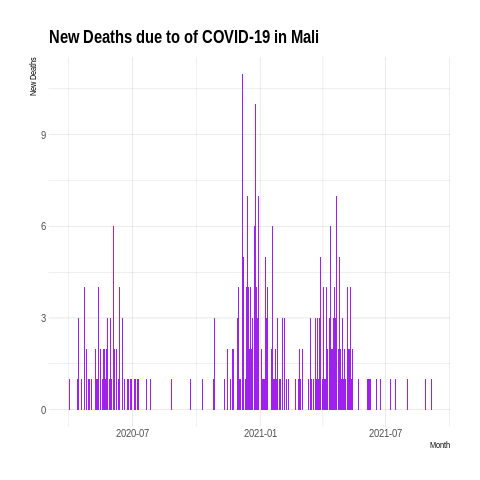 New Deaths due to of COVID-19 in Mali
New Deaths
9
6
3
0
2020-07
2021-01
2021-07
Month